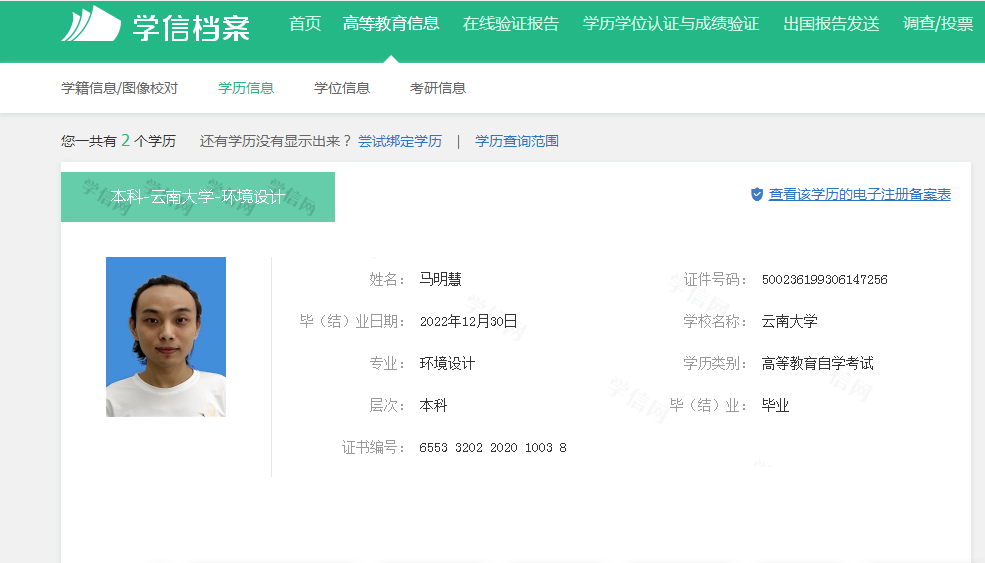 学信档案 首页 高等教育信息 在线验证报告 学历学位认证与成绩验证 出国报告发送 调查/投票
学籍信息/图像校对 学历信息 学位信息 考研信息
您一共有 2 个学历 还有学历没有显示出来？ 尝试绑定学历 | 学历查询范围
本科-云南大学-环境设计 查看该学历的电子注册备案表
姓名： 马明慧 证件号码： 500236199306147256
毕（结）业日期： 2022年12月30日 学校名称： 云南大学
专业： 环境设计 学历类别： 高等教育自学考试
层次： 本科 毕（结）业： 毕业
证书编号： 6553 3202 2020 1003 8
学信网
学信网
学信网
学信网
学信网
学信网
学信网